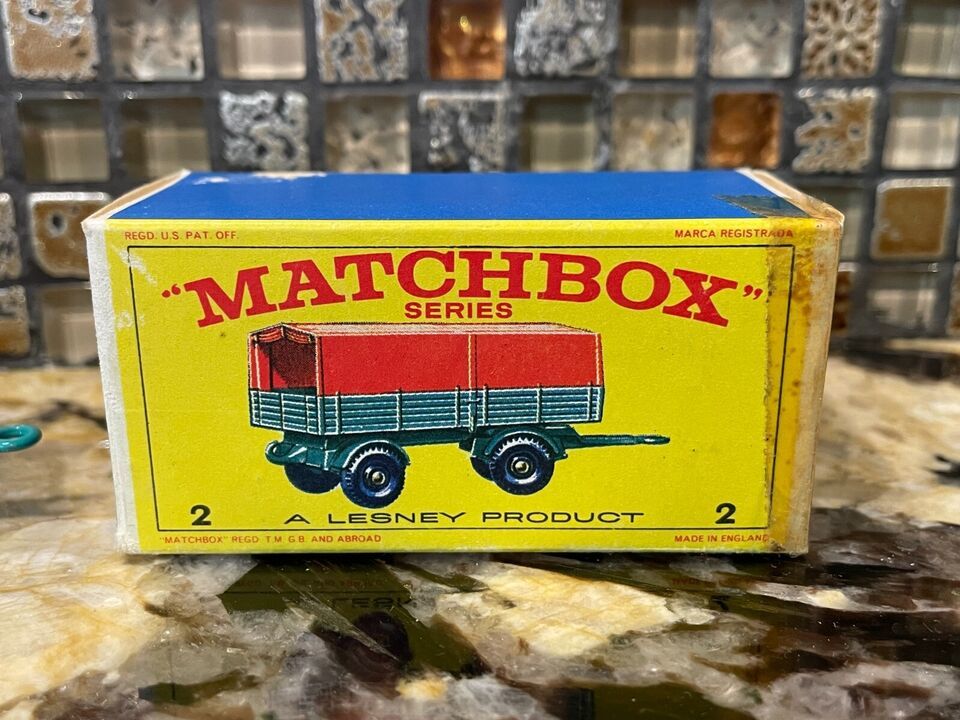 REGD. U.S. PAT. OFF. MARCA REGISTRADA
"MATCHBOX"
SERIES
2 A LESNEY PRODUCT 2
"MATCHBOX" REGD T.M. G.B. AND ABROAD MADE IN ENGLAND